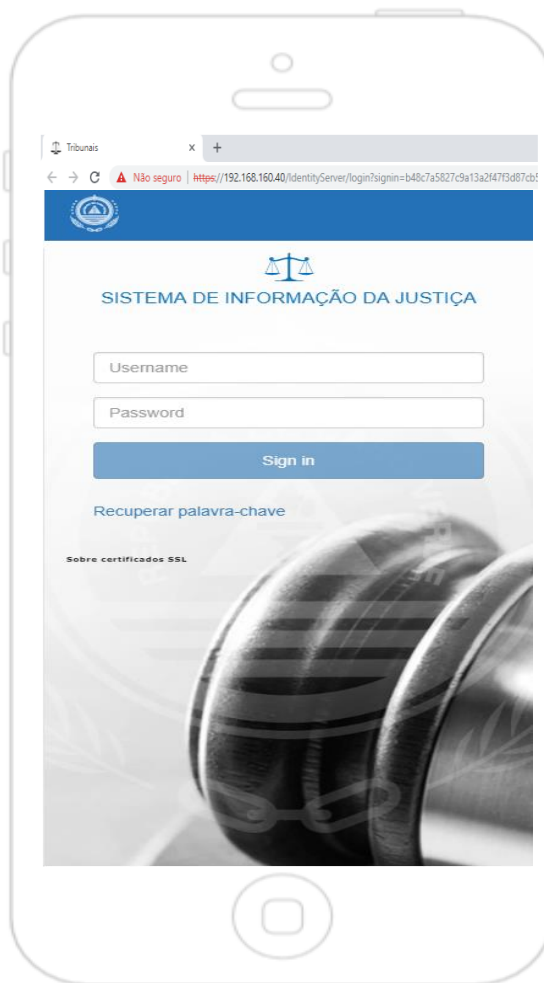 Tribunais x +
Não seguro | https://192.168.160.40/IdentityServer/login?signin=b48c7a5827c9a13a2f47f3d87cb5
SISTEMA DE INFORMAÇÃO DA JUSTIÇA
Username
Password
Sign in
Recuperar palavra-chave
Sobre certificados SSL